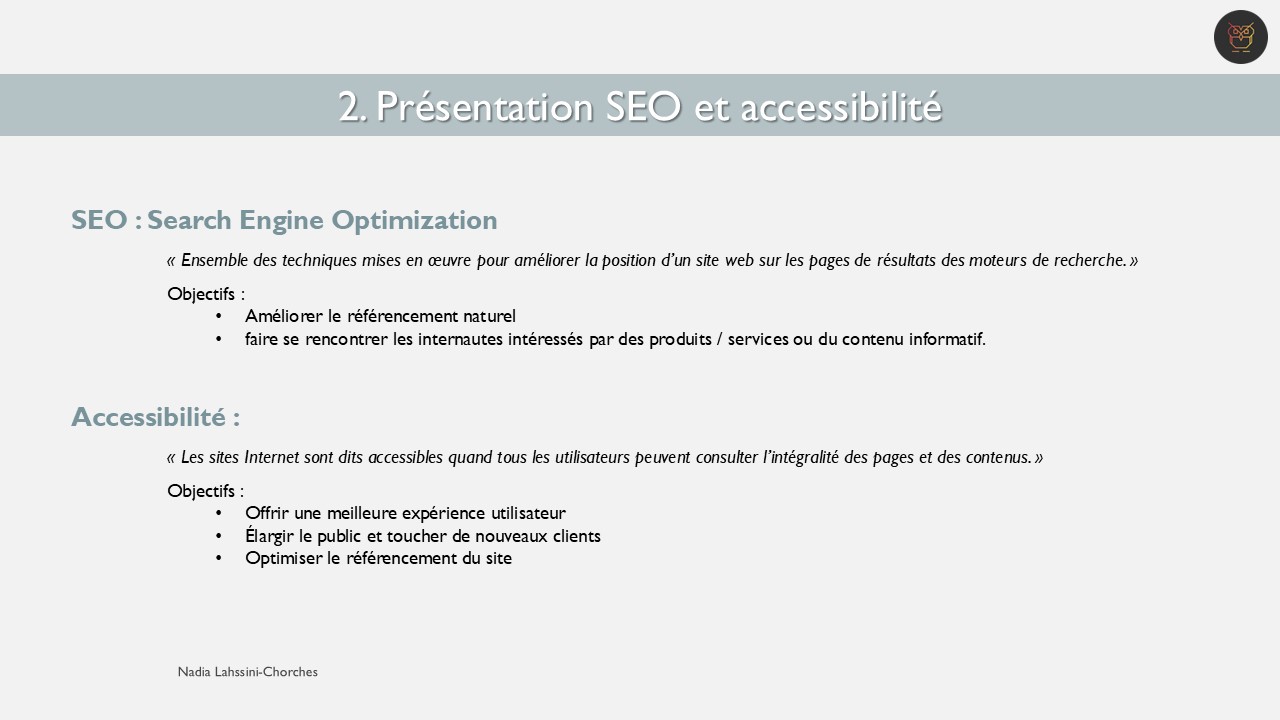 2. Présentation SEO et accessibilité
SEO : Search Engine Optimization
« Ensemble des techniques mises en œuvre pour améliorer la position d’un site web sur les pages de résultats des moteurs de recherche. »
Objectifs :
• Améliorer le référencement naturel
• faire se rencontrer les internautes intéressés par des produits / services ou du contenu informatif.
Accessibilité :
« Les sites Internet sont dits accessibles quand tous les utilisateurs peuvent consulter l’intégralité des pages et des contenus. »
Objectifs :
• Offrir une meilleure expérience utilisateur
• Élargir le public et toucher de nouveaux clients
• Optimiser le référencement du site
Nadia Lahssini-Chorches